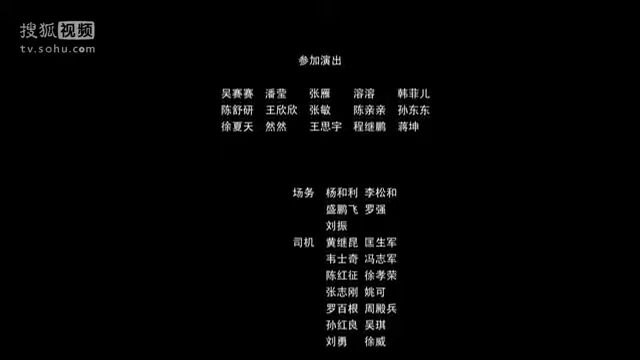 搜狐视频
tv.sohu.com
参加演出
吴赛赛 潘莹 张雁 溶溶 韩菲儿
陈舒研 王欣欣 张敏 陈亲亲 孙东东
徐夏天 然然 王思宇 程继鹏 蒋坤
场务 杨和利 李松和
盛鹏飞 罗强
刘振
司机 黄继昆 匡生军
韦士奇 冯志军
陈红征 徐孝荣
张志刚 姚可
罗百根 周殿兵
孙红良 吴琪
刘勇 徐威